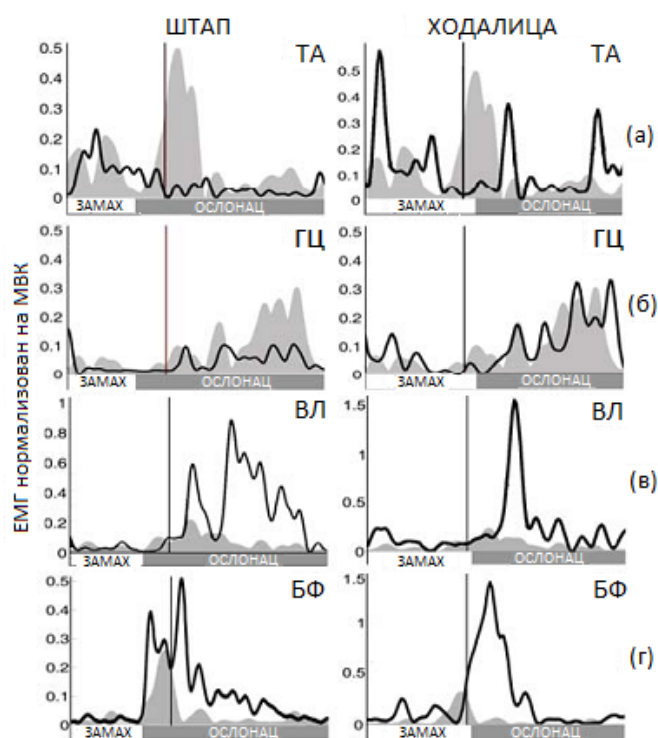 ШТАП ХОДАЛИЦА
ЕМГ нормализован на МВК
0.5 ТА 0.5 ТА
0.4 0.4
0.3 0.3
0.2 0.2 (а)
0.1 0.1
0 0
ЗАМАХ ОСЛОНАЦ ЗАМАХ ОСЛОНАЦ
0.5 ГЦ 0.5 ГЦ
0.4 0.4
0.3 0.3 (б)
0.2 0.2
0.1 0.1
0 0
ЗАМАХ ОСЛОНАЦ ЗАМАХ ОСЛОНАЦ
1 ВЛ 1.5 ВЛ
0.8
0.6 1
0.4 0.5 (в)
0.2
0 0
ЗАМАХ ОСЛОНАЦ ЗАМАХ ОСЛОНАЦ
0.5 БФ 1.5 БФ
0.4
0.3 1
0.2 0.5 (г)
0.1
0 0
ЗАМАХ ОСЛОНАЦ ЗАМАХ ОСЛОНАЦ